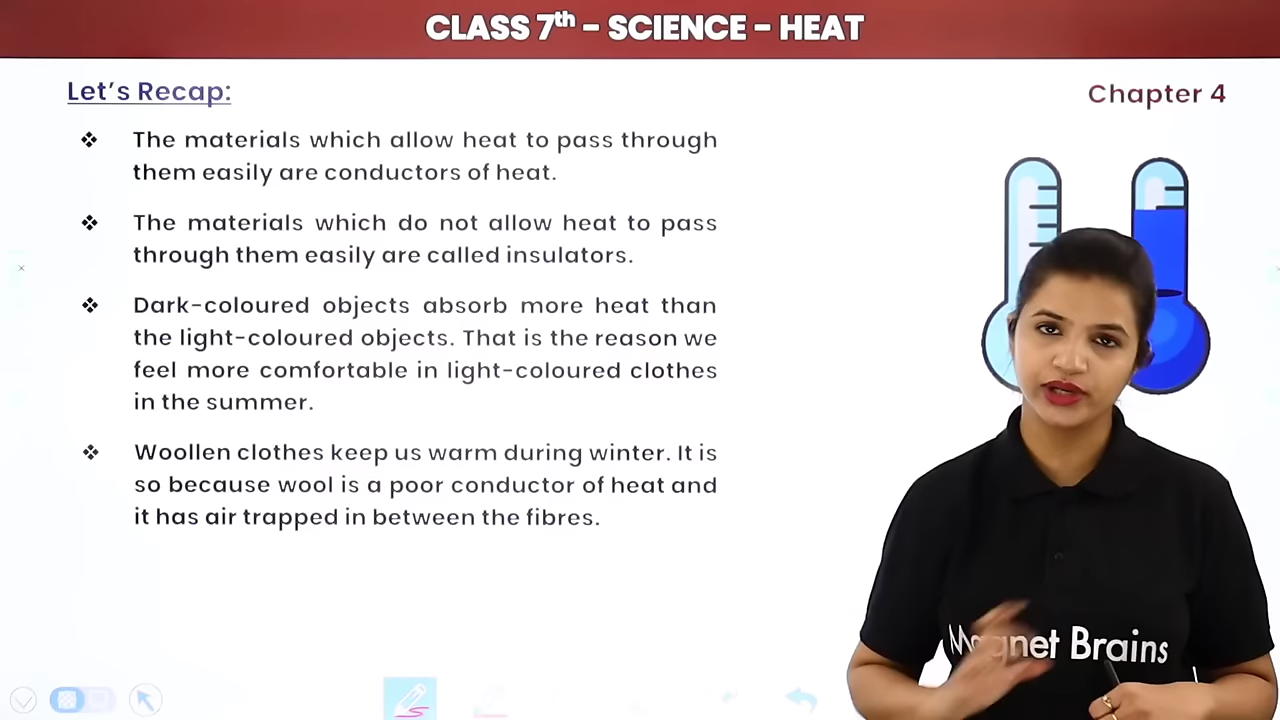 CLASS 7th - SCIENCE - HEAT
Let's Recap:
Chapter 4
❖ The materials which allow heat to pass through
them easily are conductors of heat.
❖ The materials which do not allow heat to pass
through them easily are called insulators.
❖ Dark-coloured objects absorb more heat than
the light-coloured objects. That is the reason we
feel more comfortable in light-coloured clothes
in the summer.
❖ Woollen clothes keep us warm during winter. It is
so because wool is a poor conductor of heat and
it has air trapped in between the fibres.
Magnet Brains